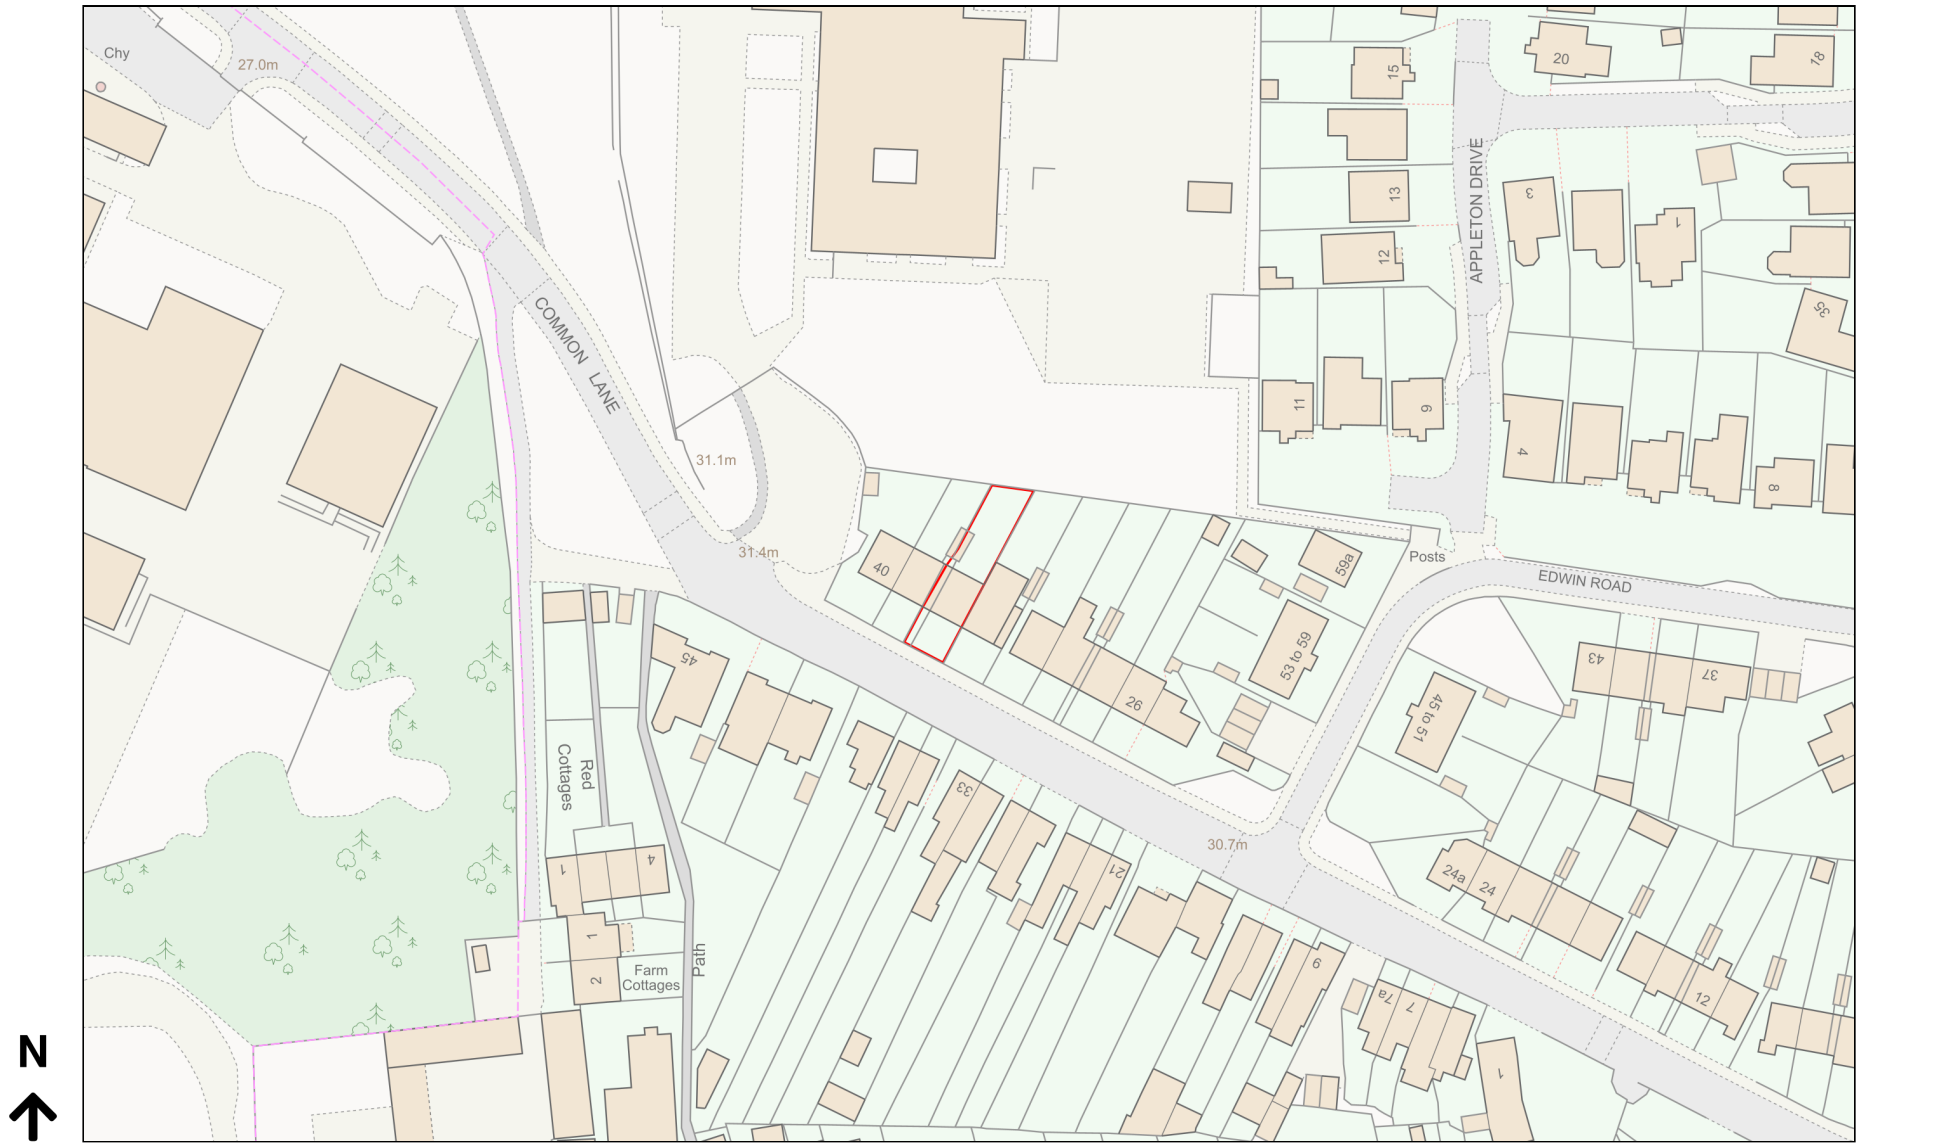 Chy
27.0m
COMMON LANE
31.1m
31.4m
15
20
18
13
12
APPLETON DRIVE
3
1
35
11
9
4
8
Posts
EDWIN ROAD
40
59a
53 to 59
26
45
43
37
45 to 51
Red
Cottages
33
21
30.7m
1
4
24a
24
1
2
Farm
Cottages
Path
9
7a
7
12
1
N